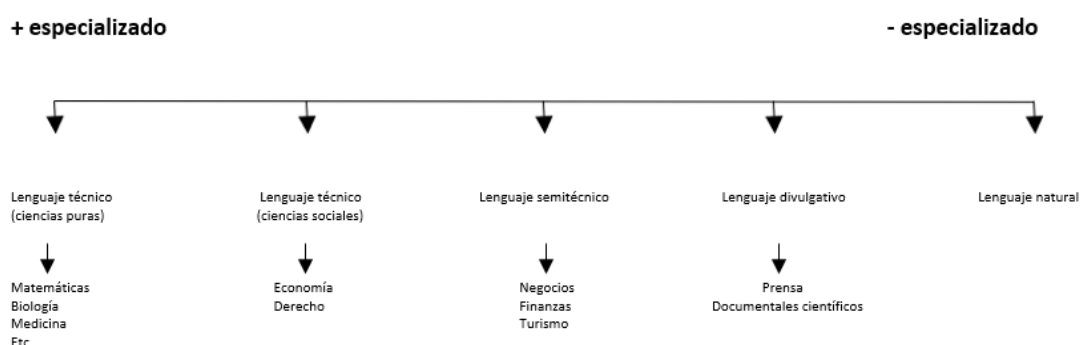 + especializado
- especializado
Lenguaje técnico
(ciencias puras)
Lenguaje técnico
(ciencias sociales)
Lenguaje semitécnico
Lenguaje divulgativo
Lenguaje natural
Matemáticas
Biología
Medicina
Etc
Economía
Derecho
Negocios
Finanzas
Turismo
Prensa
Documentales científicos